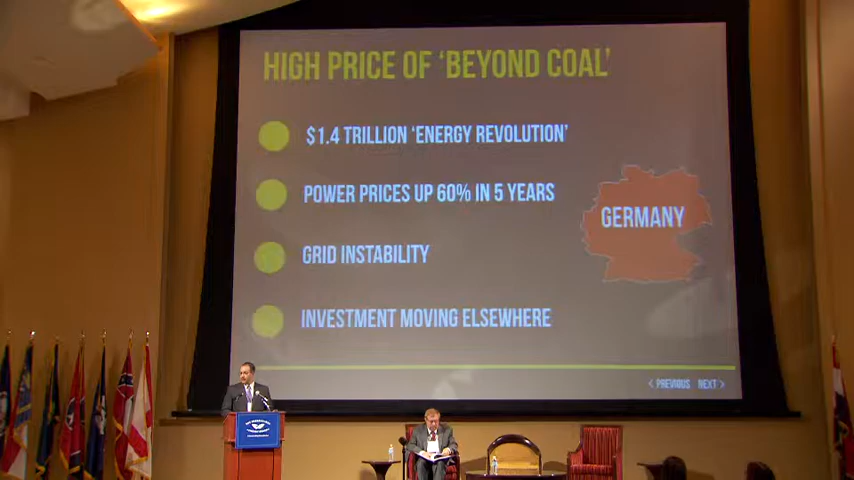 HIGH PRICE OF 'BEYOND COAL'
$1.4 TRILLION 'ENERGY REVOLUTION'
POWER PRICES UP 60% IN 5 YEARS
GERMANY
GRID INSTABILITY
INVESTMENT MOVING ELSEWHERE
< PREVIOUS NEXT >